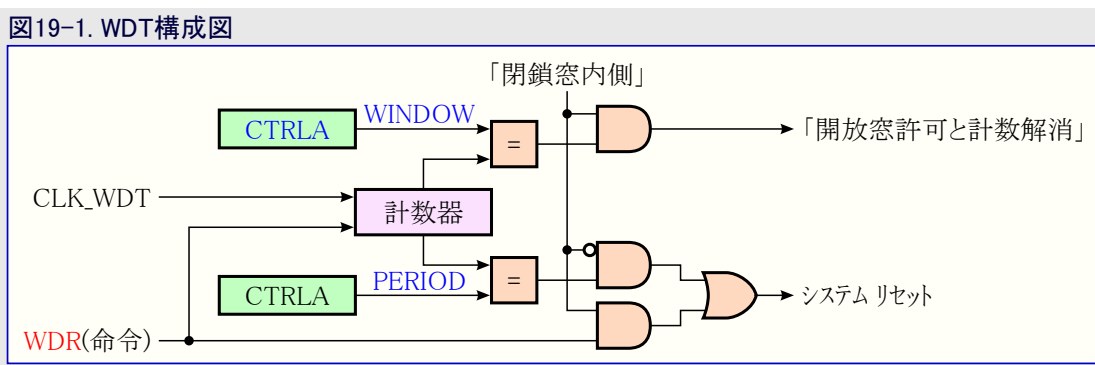 図19-1. WDT構成図
「閉鎖窓内側」
CTRLA
WINDOW
=
「開放窓許可と計数解消」
CLK_WDT
計数器
CTRLA
PERIOD
=
システム リセット
WDR(命令)